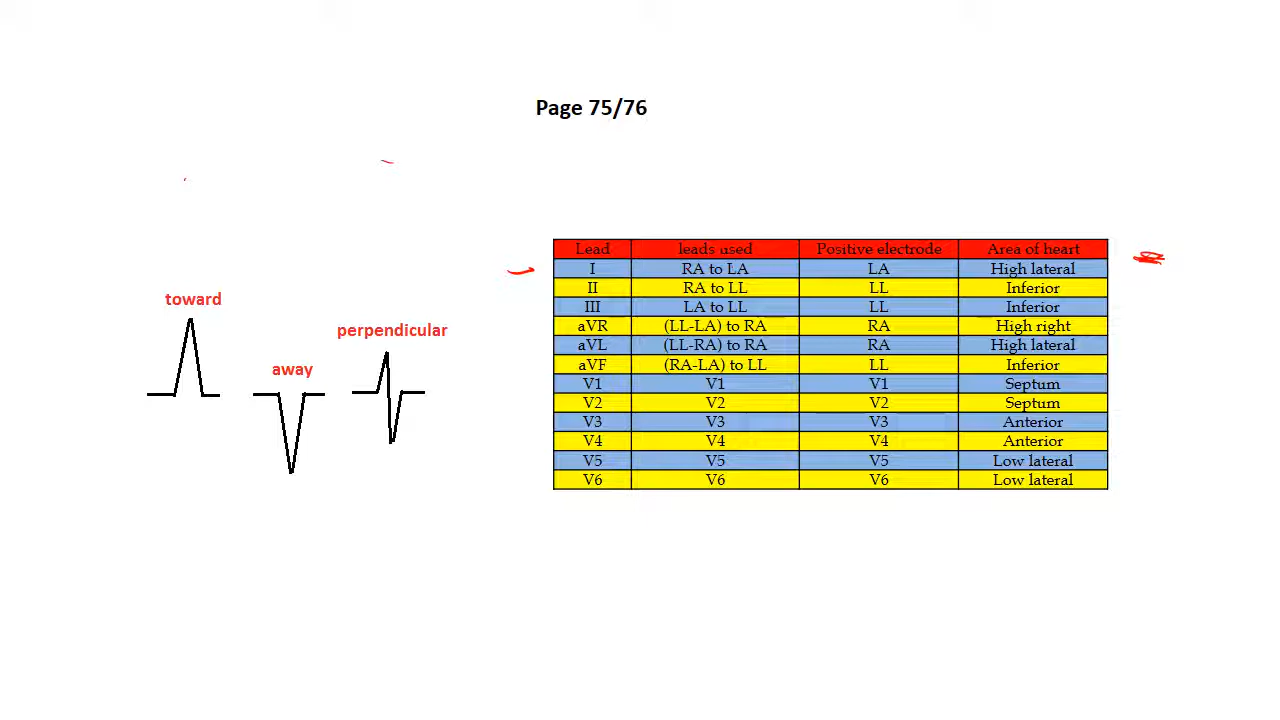 Page 75/76
toward
perpendicular
away
Lead leads used Positive electrode Area of heart
I RA to LA LA High lateral
II RA to LL LL Inferior
III LA to LL LL Inferior
aVR (LL-LA) to RA RA High right
aVL (LL-RA) to RA RA High lateral
aVF (RA-LA) to LL LL Inferior
V1 V1 V1 Septum
V2 V2 V2 Septum
V3 V3 V3 Anterior
V4 V4 V4 Anterior
V5 V5 V5 Low lateral
V6 V6 V6 Low lateral